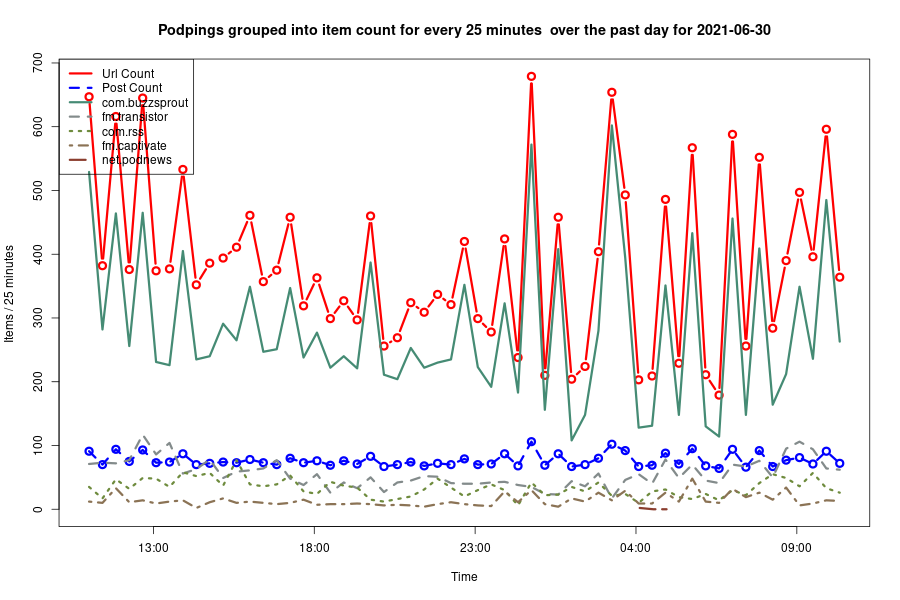 Podpings grouped into item count for every 25 minutes  over the past day for 2021-06-30
700
600
500
400
300
200
100
0
Items / 25 minutes
Url Count
Post Count
com.buzzsprout
fm.transistor
com.rss
fm.captivate
net.podnews
13:00
18:00
23:00
04:00
09:00
Time